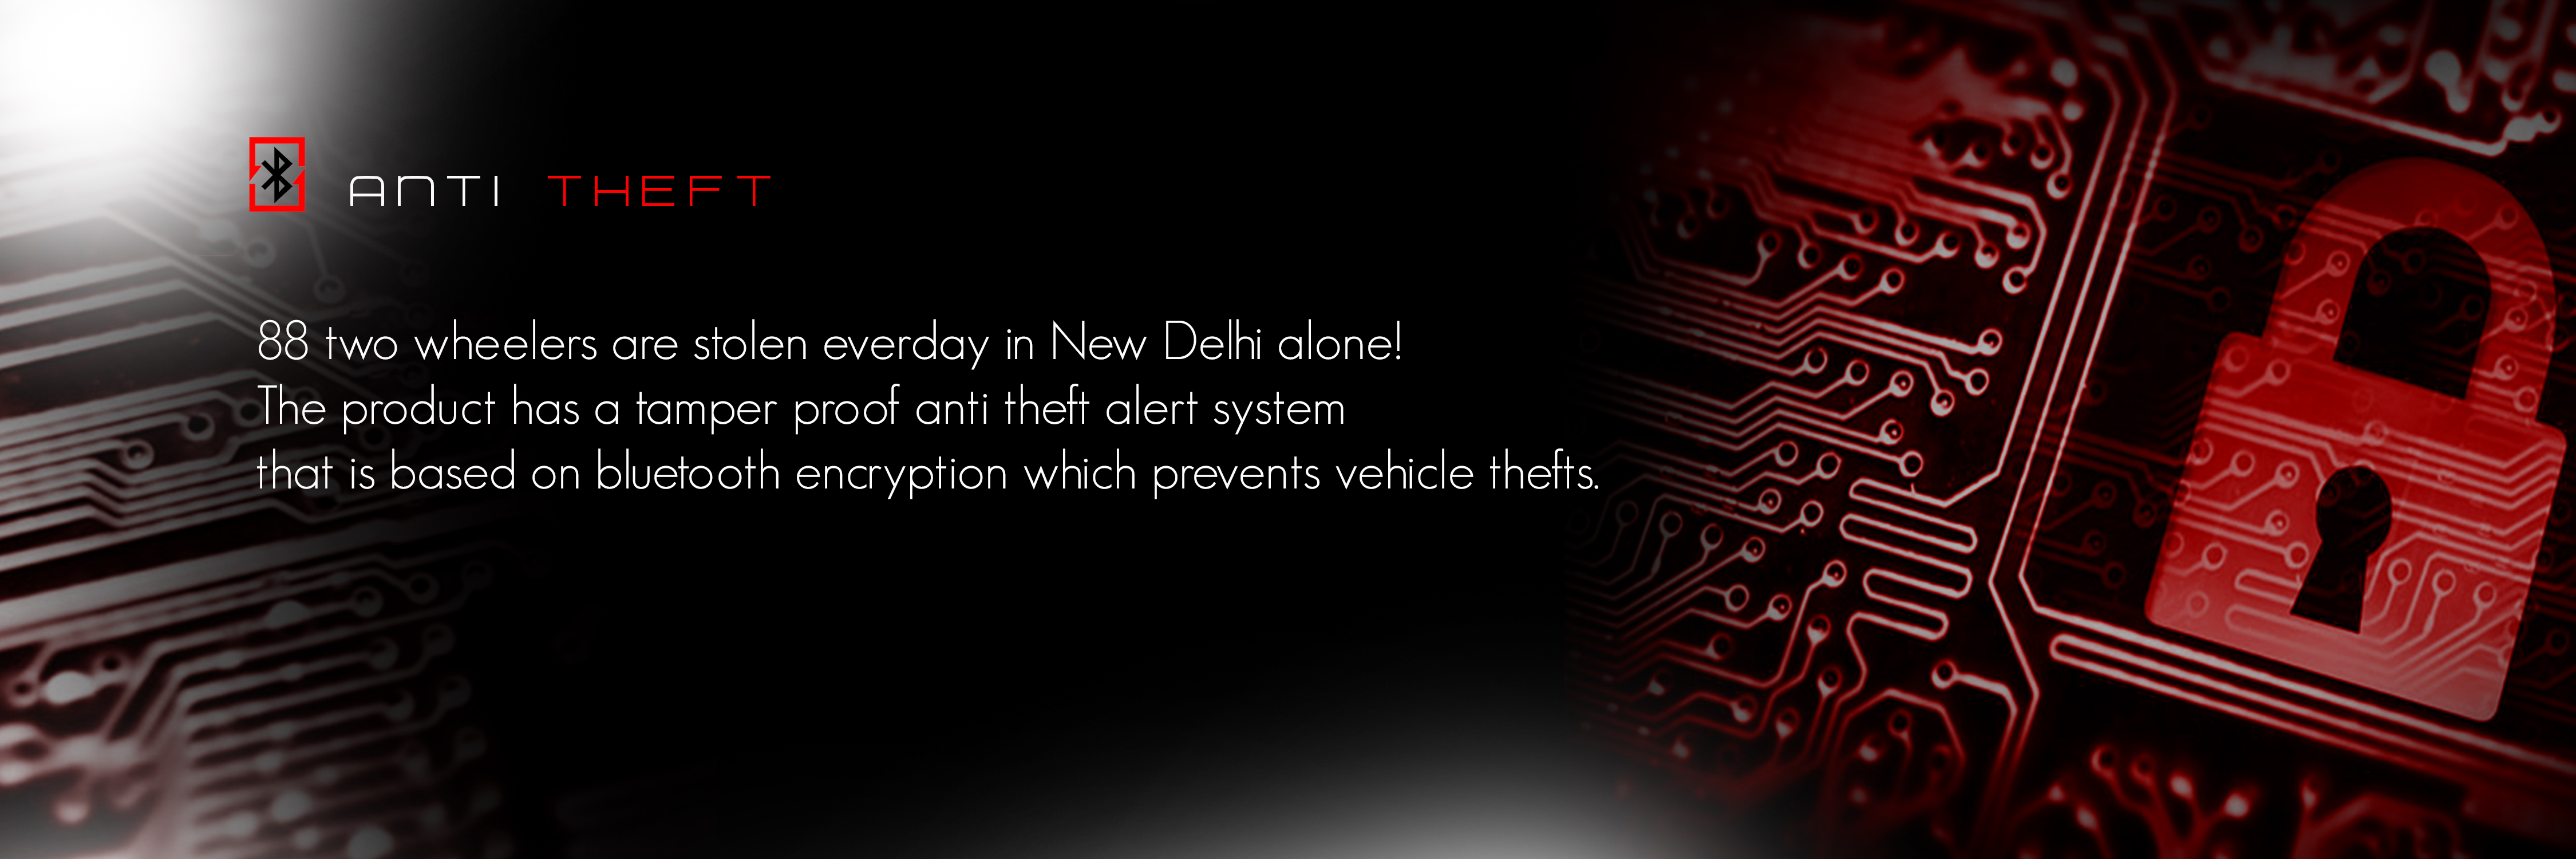 ANTI THEFT
88 two wheelers are stolen everday in New Delhi alone!
The product has a tamper proof anti theft alert system
that is based on bluetooth encryption which prevents vehicle thefts.